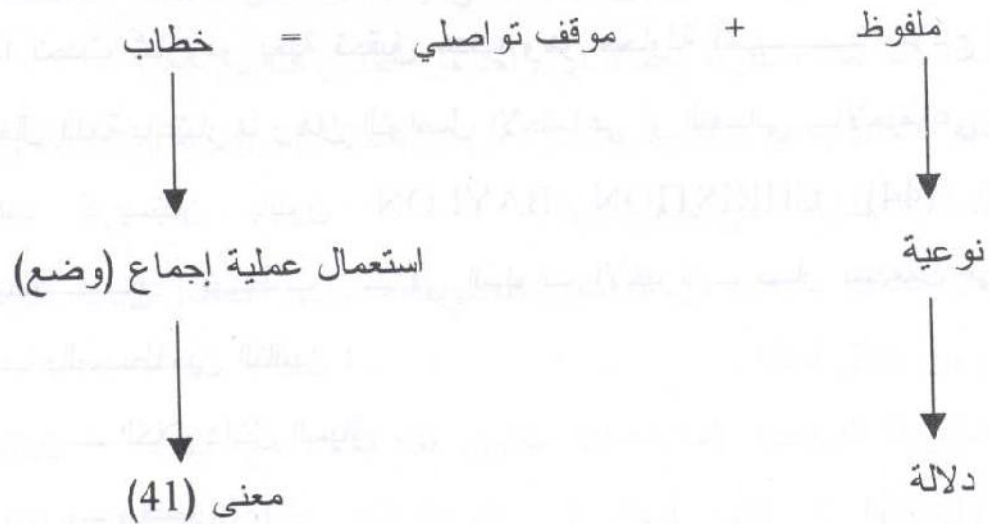 ملفوظ + موقف تواصلي = خطاب
نوعية استعمال عملية إجماع (وضع)
دلالة معنى (41)